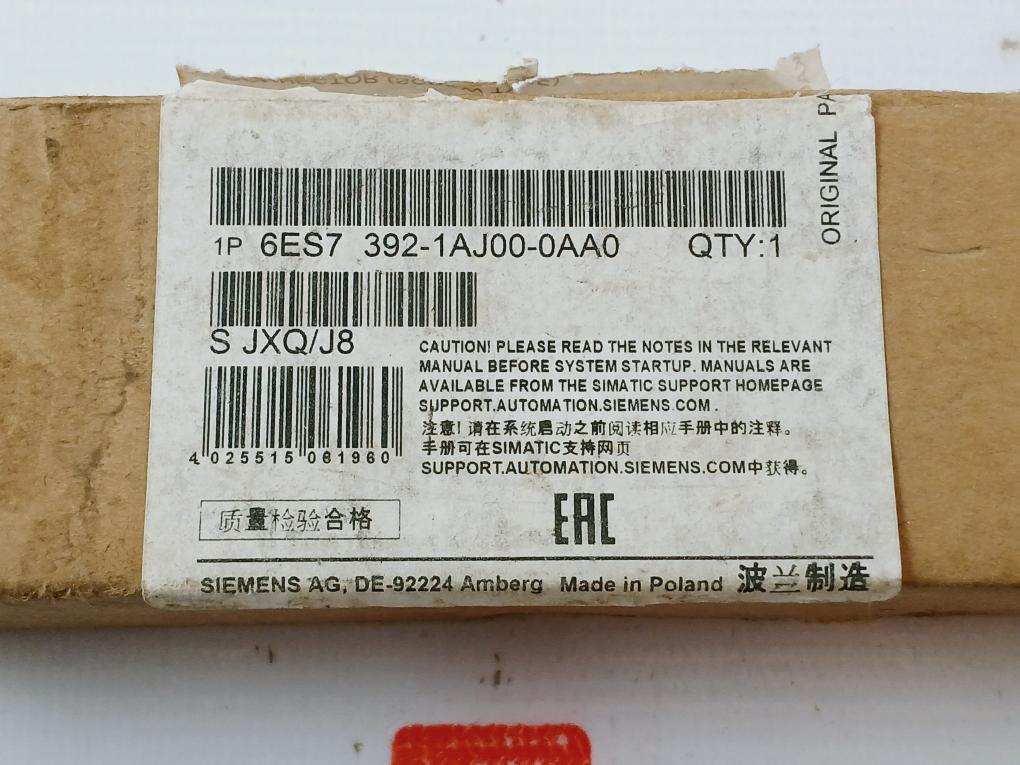 ORIGINAL PA
1P 6ES7 392-1AJ00-0AA0 QTY:1
S JXQ/J8
CAUTION! PLEASE READ THE NOTES IN THE RELEVANT
MANUAL BEFORE SYSTEM STARTUP. MANUALS ARE
AVAILABLE FROM THE SIMATIC SUPPORT HOMEPAGE
SUPPORT.AUTOMATION.SIEMENS.COM .
注意! 请在系统启动之前阅读相应手册中的注释。
手册可在SIMATIC支持网页
SUPPORT.AUTOMATION.SIEMENS.COM中获得。
4 025515 061960
质量检验合格
EAC
SIEMENS AG, DE-92224 Amberg Made in Poland 波兰制造